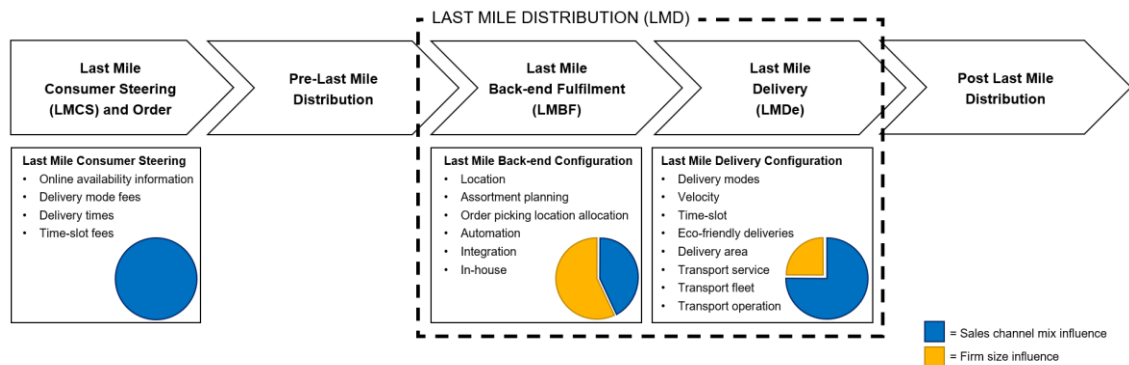 LAST MILE DISTRIBUTION (LMD)
Last Mile
Consumer Steering
(LMCS) and Order
Pre-Last Mile
Distribution
Last Mile
Back-end Fulfilment
(LMBF)
Last Mile
Delivery
(LMDe)
Post Last Mile
Distribution
Last Mile Consumer Steering
• Online availability information
• Delivery mode fees
• Delivery times
• Time-slot fees
Last Mile Back-end Configuration
• Location
• Assortment planning
• Order picking location allocation
• Automation
• Integration
• In-house
Last Mile Delivery Configuration
• Delivery modes
• Velocity
• Time-slot
• Eco-friendly deliveries
• Delivery area
• Transport service
• Transport fleet
• Transport operation
= Sales channel mix influence
= Firm size influence